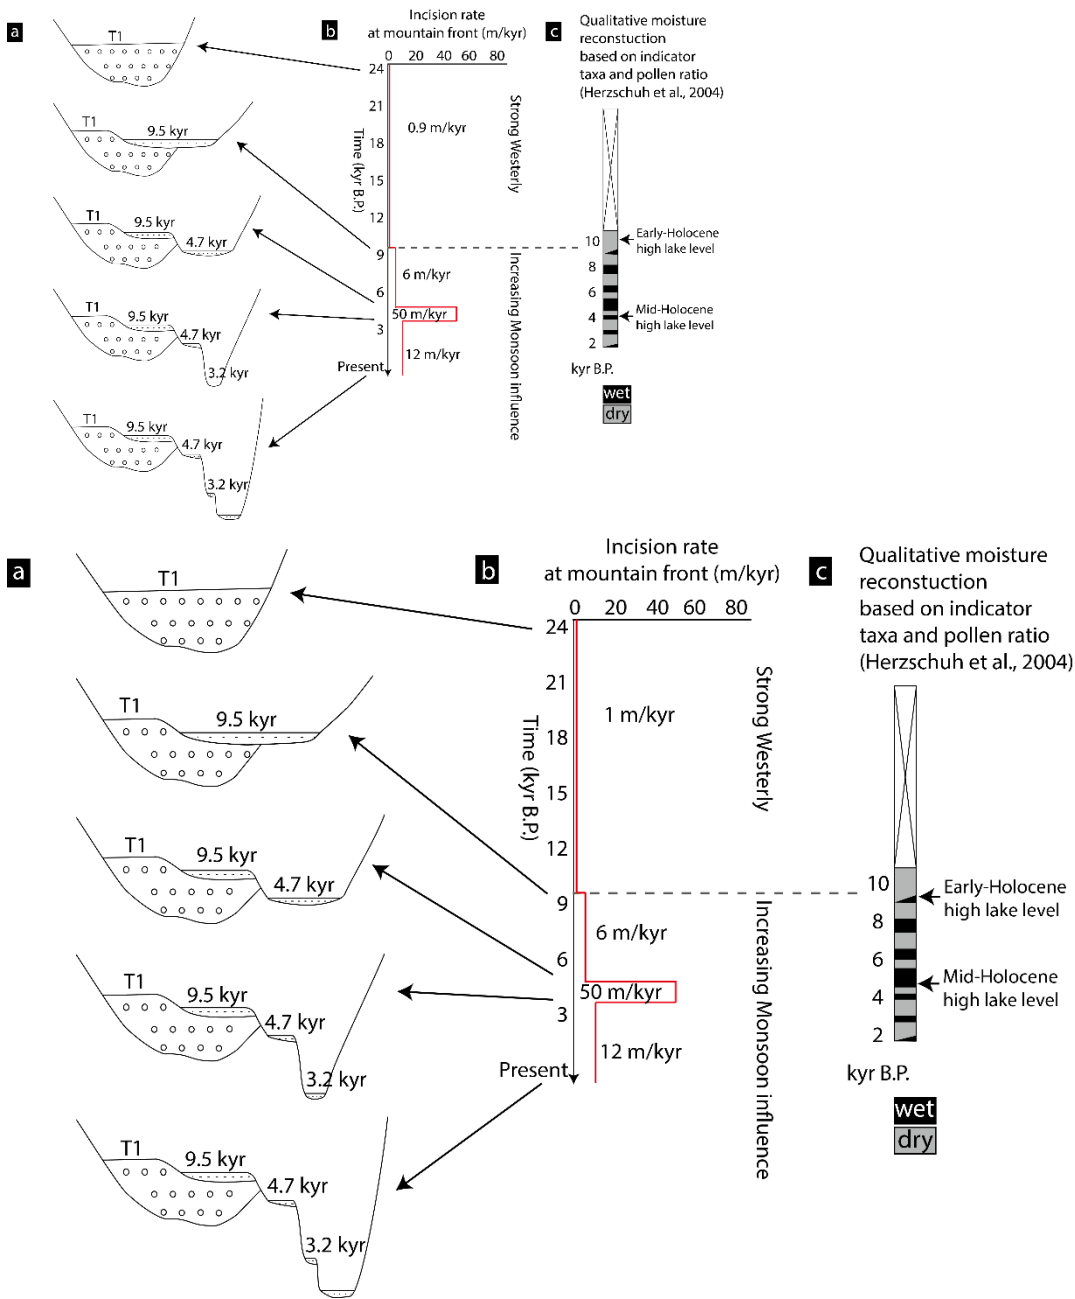 a
T1
T1
9.5 kyr
T1
9.5 kyr
4.7 kyr
T1
9.5 kyr
4.7 kyr
3.2 kyr
T1
9.5 kyr
4.7 kyr
3.2 kyr
b
Incision rate
at mountain front (m/kyr)
0 20 40 60 80
24
21
18
15
12
9
6
3
Present
Time (kyr B.P.)
0.9 m/kyr
6 m/kyr
50 m/kyr
12 m/kyr
Strong Westerly
Increasing Monsoon influence
c
Qualitative moisture
reconstuction
based on indicator
taxa and pollen ratio
(Herzschuh et al., 2004)
10
8
6
4
2
kyr B.P.
Early-Holocene
high lake level
Mid-Holocene
high lake level
wet
dry
a
T1
T1
9.5 kyr
T1
9.5 kyr
4.7 kyr
T1
9.5 kyr
4.7 kyr
3.2 kyr
T1
9.5 kyr
4.7 kyr
3.2 kyr
b
Incision rate
at mountain front (m/kyr)
0 20 40 60 80
24
21
18
15
12
9
6
3
Present
Time (kyr B.P.)
1 m/kyr
6 m/kyr
50 m/kyr
12 m/kyr
Strong Westerly
Increasing Monsoon influence
c
Qualitative moisture
reconstuction
based on indicator
taxa and pollen ratio
(Herzschuh et al., 2004)
10
8
6
4
2
kyr B.P.
Early-Holocene
high lake level
Mid-Holocene
high lake level
wet
dry